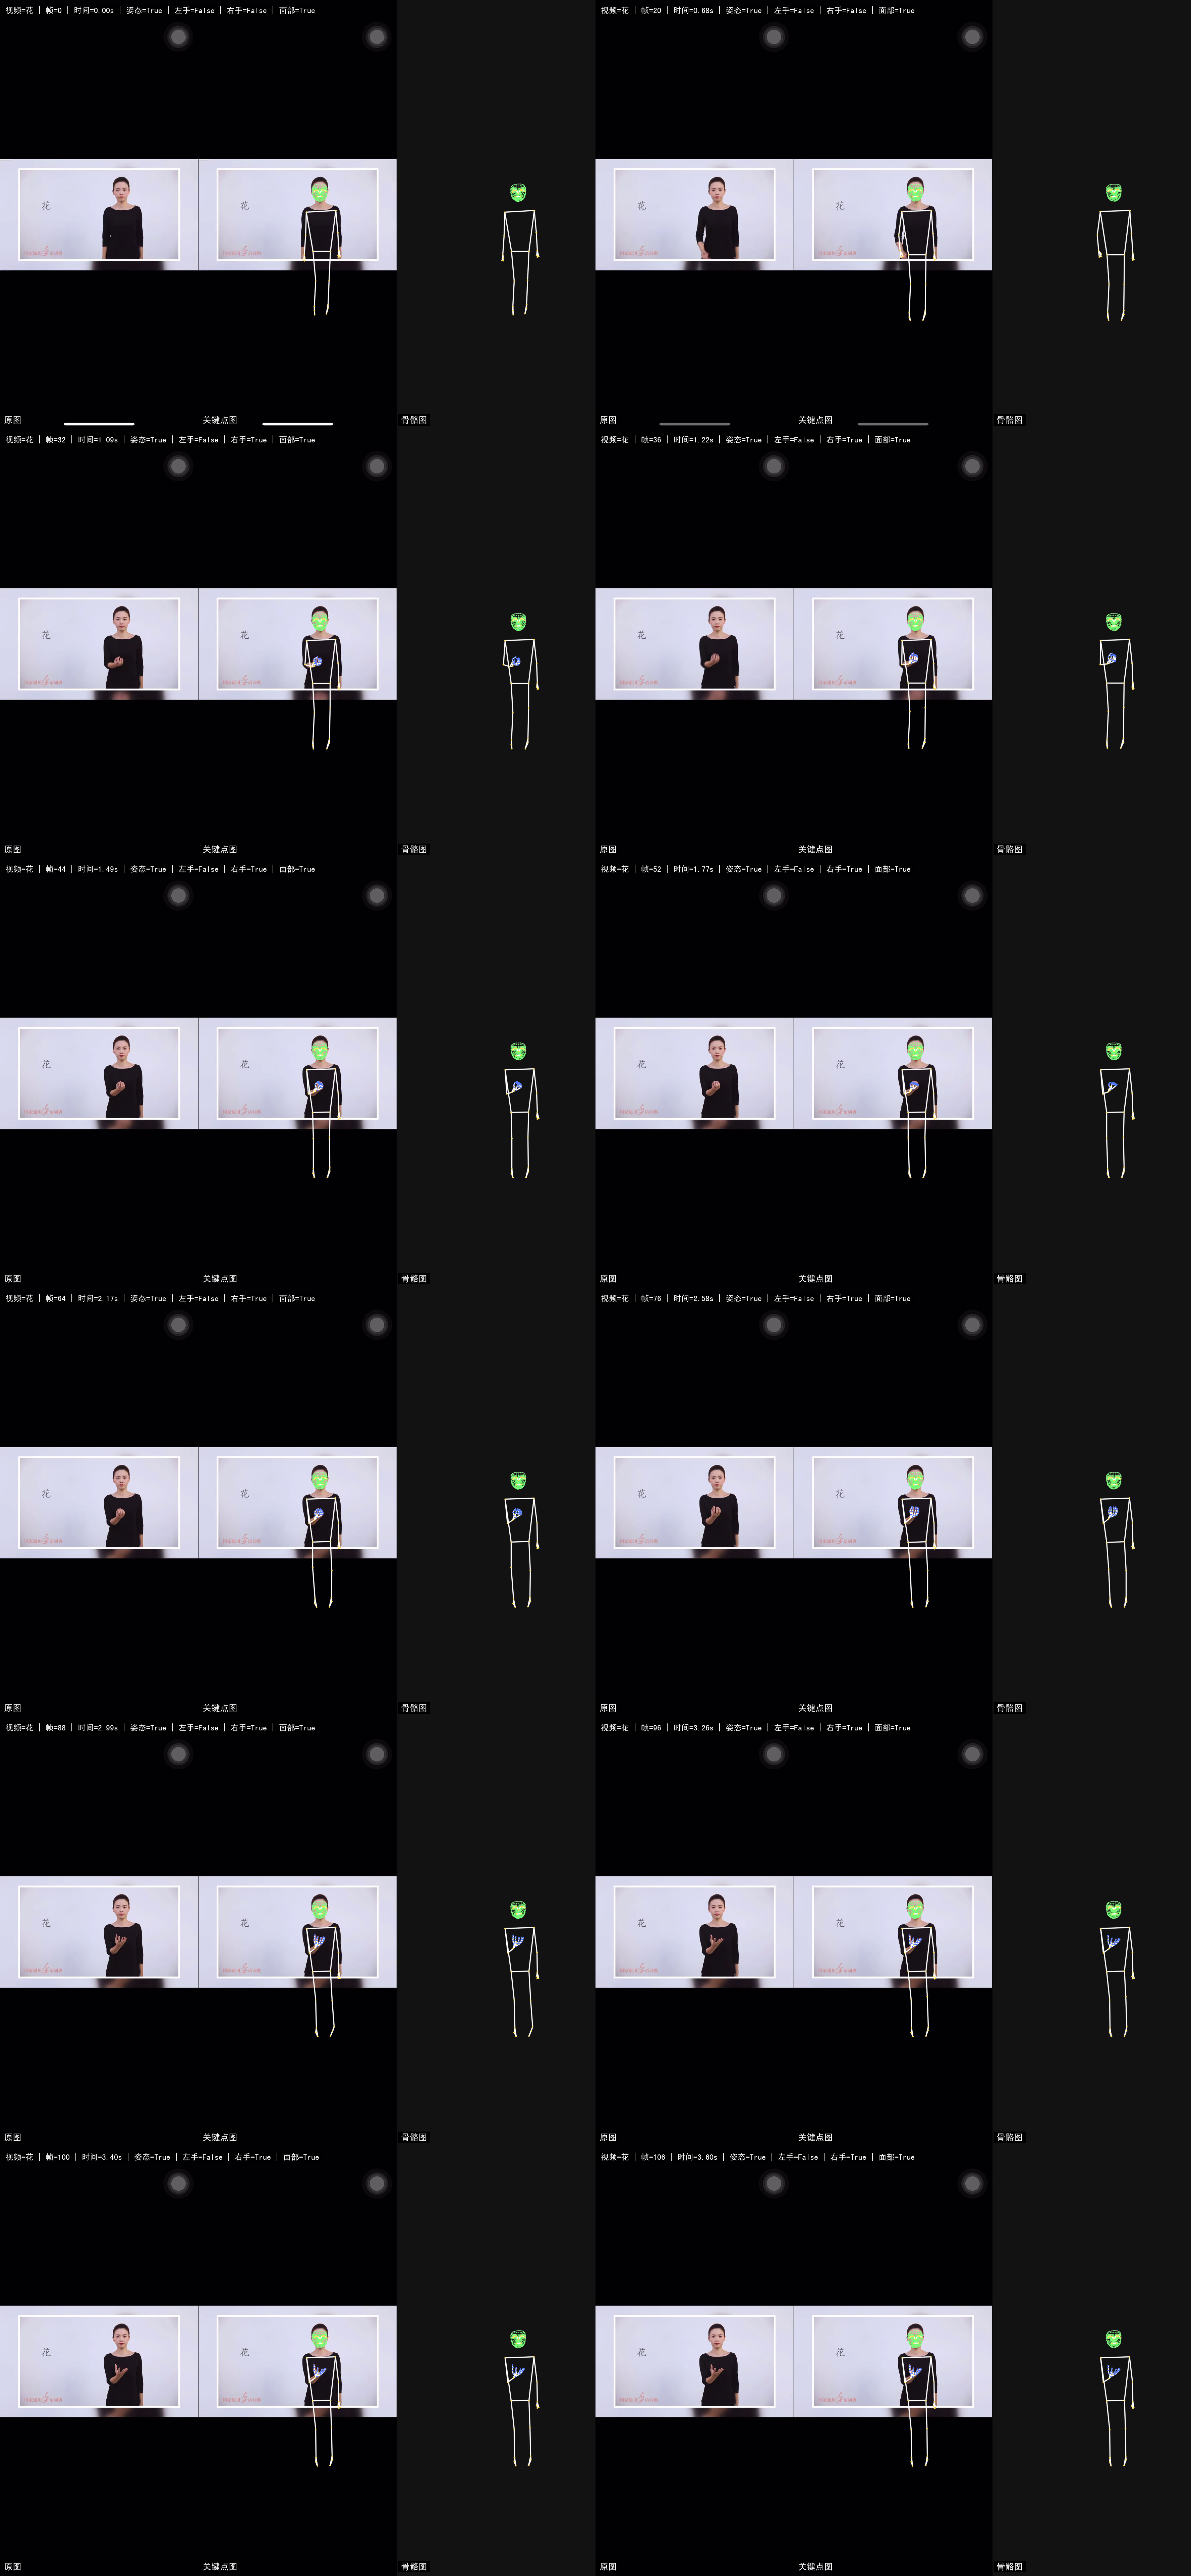 视频=花 | 帧=0 | 时间=0.00s | 姿态=True | 左手=False | 右手=False | 面部=True
视频=花 | 帧=20 | 时间=0.68s | 姿态=True | 左手=False | 右手=False | 面部=True
花
花
花
花
原图
关键点图
骨骼图
原图
关键点图
骨骼图
视频=花 | 帧=32 | 时间=1.09s | 姿态=True | 左手=False | 右手=True | 面部=True
视频=花 | 帧=36 | 时间=1.22s | 姿态=True | 左手=False | 右手=True | 面部=True
花
花
花
花
原图
关键点图
骨骼图
原图
关键点图
骨骼图
视频=花 | 帧=44 | 时间=1.49s | 姿态=True | 左手=False | 右手=True | 面部=True
视频=花 | 帧=52 | 时间=1.77s | 姿态=True | 左手=False | 右手=True | 面部=True
花
花
花
花
原图
关键点图
骨骼图
原图
关键点图
骨骼图
视频=花 | 帧=64 | 时间=2.17s | 姿态=True | 左手=False | 右手=True | 面部=True
视频=花 | 帧=76 | 时间=2.58s | 姿态=True | 左手=False | 右手=True | 面部=True
花
花
花
花
原图
关键点图
骨骼图
原图
关键点图
骨骼图
视频=花 | 帧=88 | 时间=2.99s | 姿态=True | 左手=False | 右手=True | 面部=True
视频=花 | 帧=96 | 时间=3.26s | 姿态=True | 左手=False | 右手=True | 面部=True
花
花
花
花
原图
关键点图
骨骼图
原图
关键点图
骨骼图
视频=花 | 帧=100 | 时间=3.40s | 姿态=True | 左手=False | 右手=True | 面部=True
视频=花 | 帧=106 | 时间=3.60s | 姿态=True | 左手=False | 右手=True | 面部=True
花
花
花
花
原图
关键点图
骨骼图
原图
关键点图
骨骼图